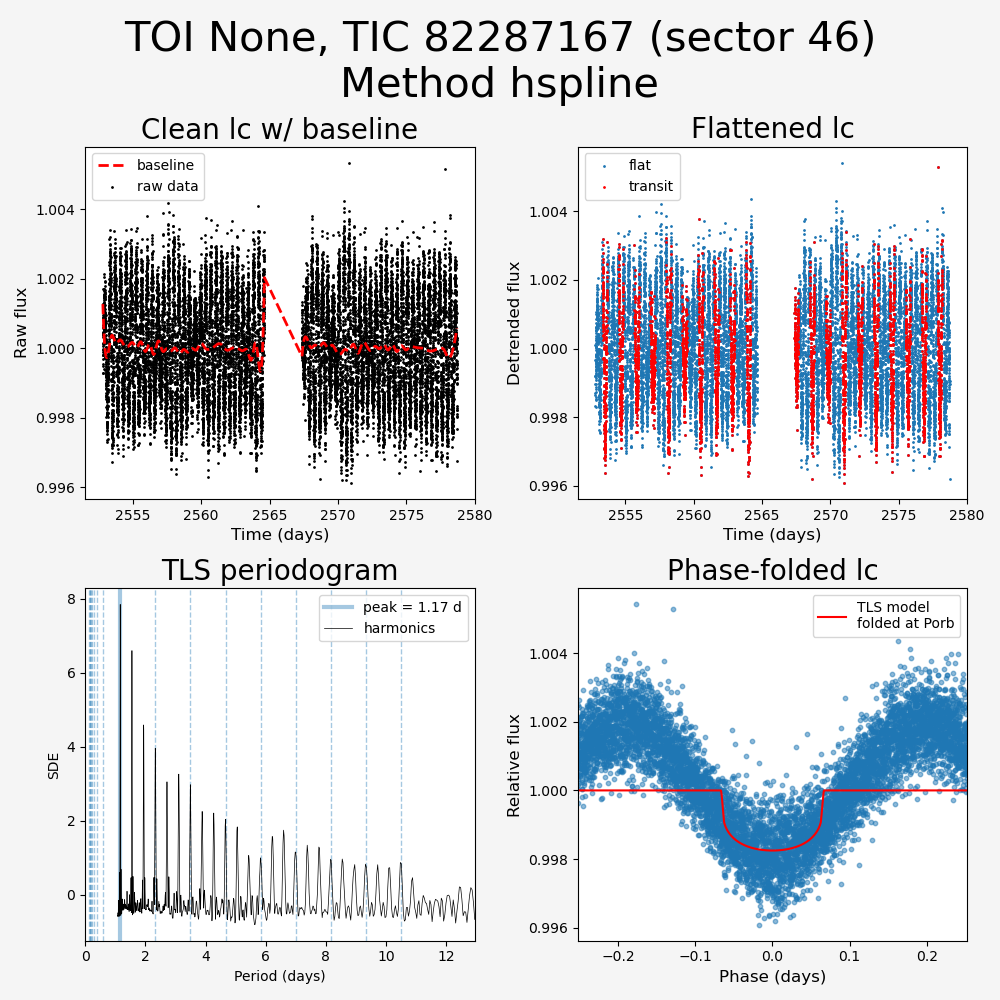 TOI None, TIC 82287167 (sector 46)
Method hspline
Clean lc w/ baseline
baseline
raw data
Raw flux
1.004
1.002
1.000
0.998
0.996
2555
2560
2565
2570
2575
2580
Time (days)
Flattened lc
flat
transit
Detrended flux
1.004
1.002
1.000
0.998
0.996
2555
2560
2565
2570
2575
2580
Time (days)
TLS periodogram
peak = 1.17 d
harmonics
SDE
8
6
4
2
0
0
2
4
6
8
10
12
Period (days)
Phase-folded lc
TLS model
folded at Porb
Relative flux
1.004
1.002
1.000
0.998
0.996
−0.2
−0.1
0.0
0.1
0.2
Phase (days)